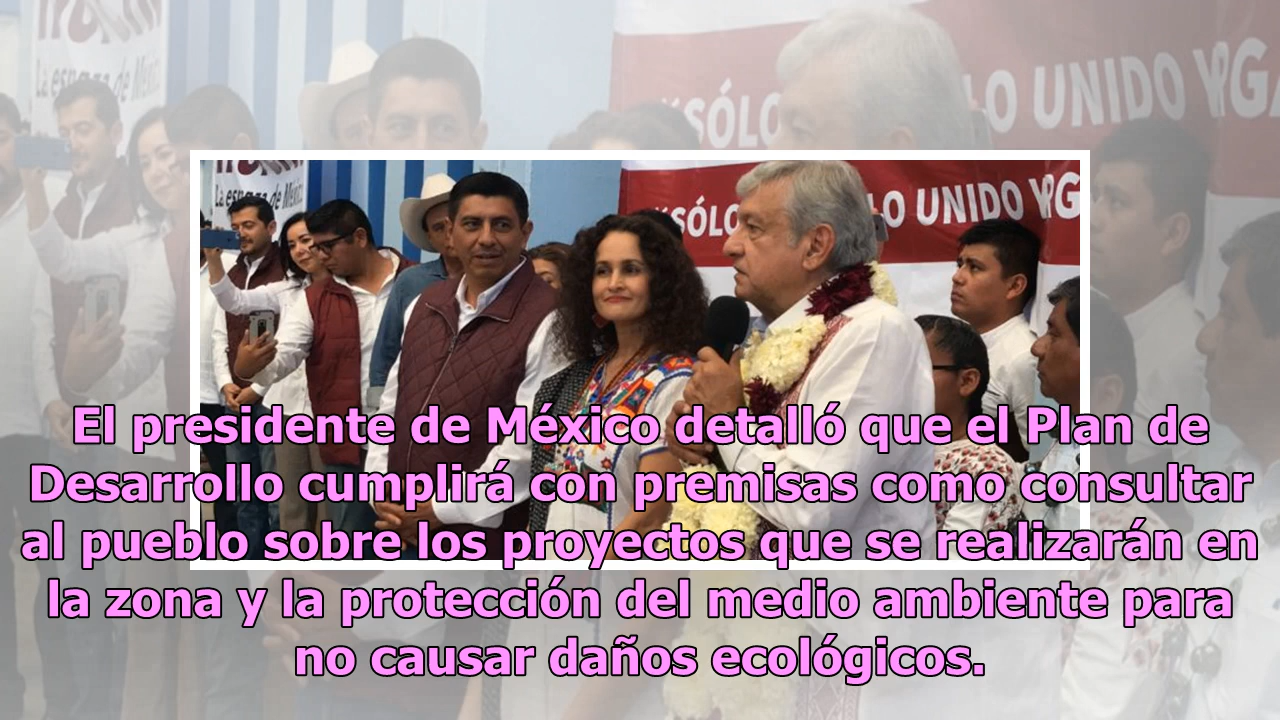 La espe de Méxic
"SÓLO LO UNIDO
El presidente de México detalló que el Plan de
Desarrollo cumplirá con premisas como consultar
al pueblo sobre los proyectos que se realizarán en
la zona y la protección del medio ambiente para
no causar daños ecológicos.